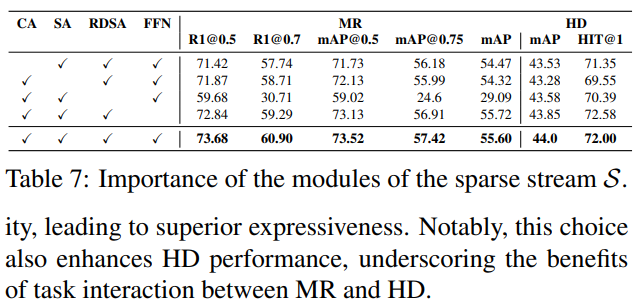 CA SA RDSA FFN MR HD
R1@0.5 R1@0.7 mAP@0.5 mAP@0.75 mAP mAP HIT@1
✓ ✓ ✓ 71.42 57.74 71.73 56.18 54.47 43.53 71.35
✓ ✓ ✓ 71.87 58.71 72.13 55.99 54.32 43.28 69.55
✓ ✓ ✓ 59.68 30.71 59.02 24.6 29.09 43.58 70.39
✓ ✓ ✓ 72.84 59.29 73.13 56.91 55.72 43.85 72.58
✓ ✓ ✓ ✓ 73.68 60.90 73.52 57.42 55.60 44.0 72.00
Table 7: Importance of the modules of the sparse stream S.
ity, leading to superior expressiveness. Notably, this choice
also enhances HD performance, underscoring the benefits
of task interaction between MR and HD.